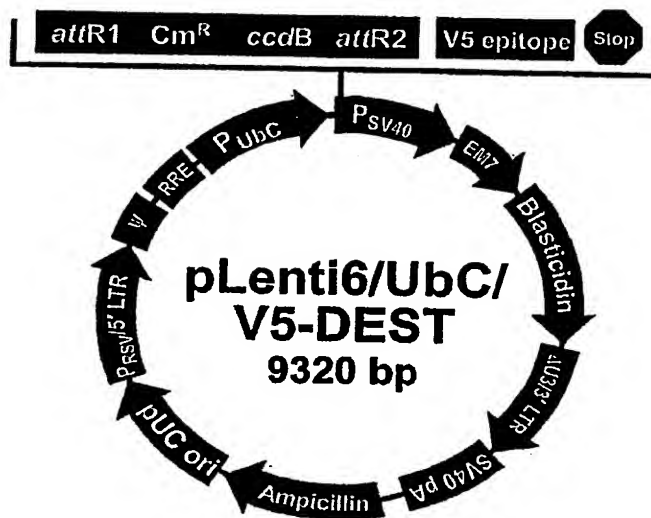 attR1 CmR ccdB attR2 V5 epitope Stop
PUbC
PSV40
EM7
Blasticidin
ΔU3/3' LTR
SV40 pA
Ampicillin
pUC ori
PRSV/5' LTR
Ψ
RRE
pLenti6/UbC/
V5-DEST
9320 bp